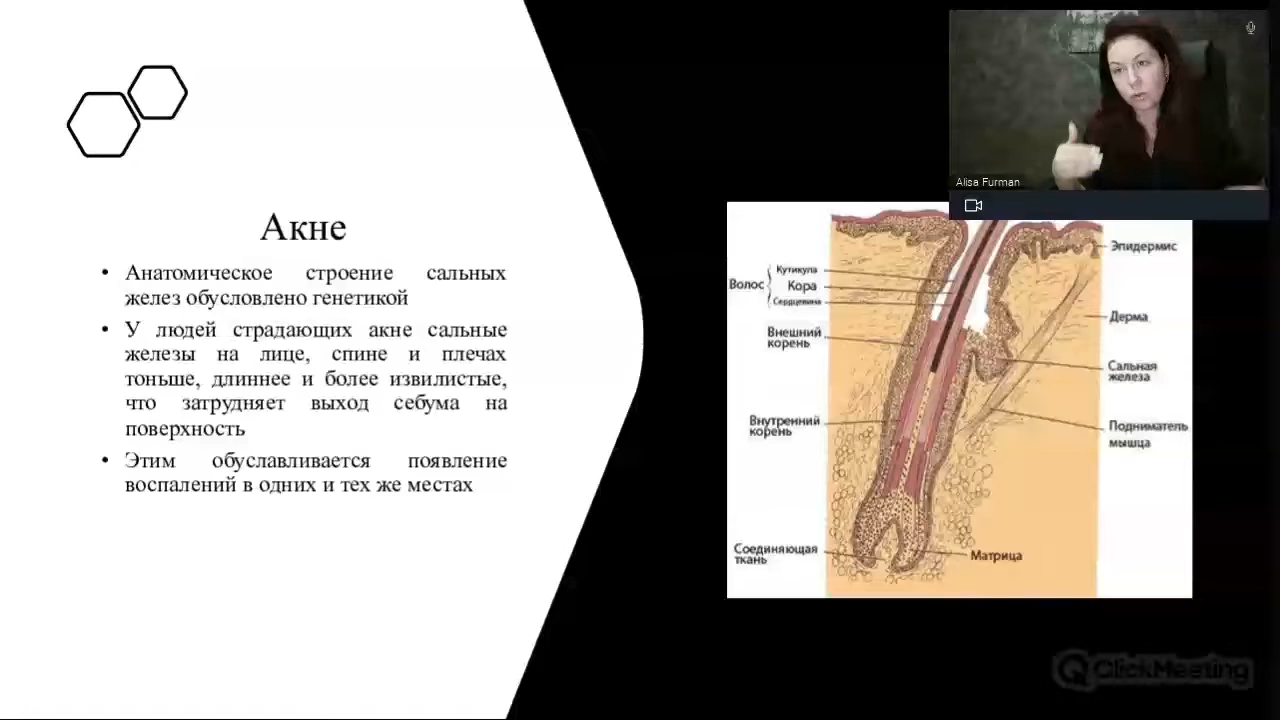 Alisa Furman
Акне
• Анатомическое строение сальных
желез обусловлено генетикой
• У людей страдающих акне сальные
железы на лице, спине и плечах
тоньше, длиннее и более извилистые,
что затрудняет выход себума на
поверхность
• Этим обуславливается появление
воспалений в одних и тех же местах
Волос
Кутикула
Кора
Сердцевина
Внешний
корень
Внутренний
корень
Соединяющая
ткань
Эпидермис
Дерма
Сальная
железа
Подниматель
мышца
Матрица
ClickMeeting